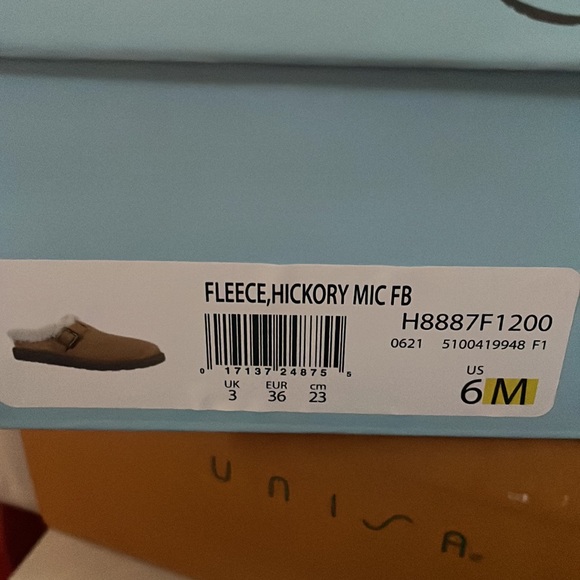 FLEECE,HICKORY MIC FB
H8887F1200
0621 5100419948 F1
0 17137 24875 5
UK EUR cm
3 36 23
US
6 M
unisa